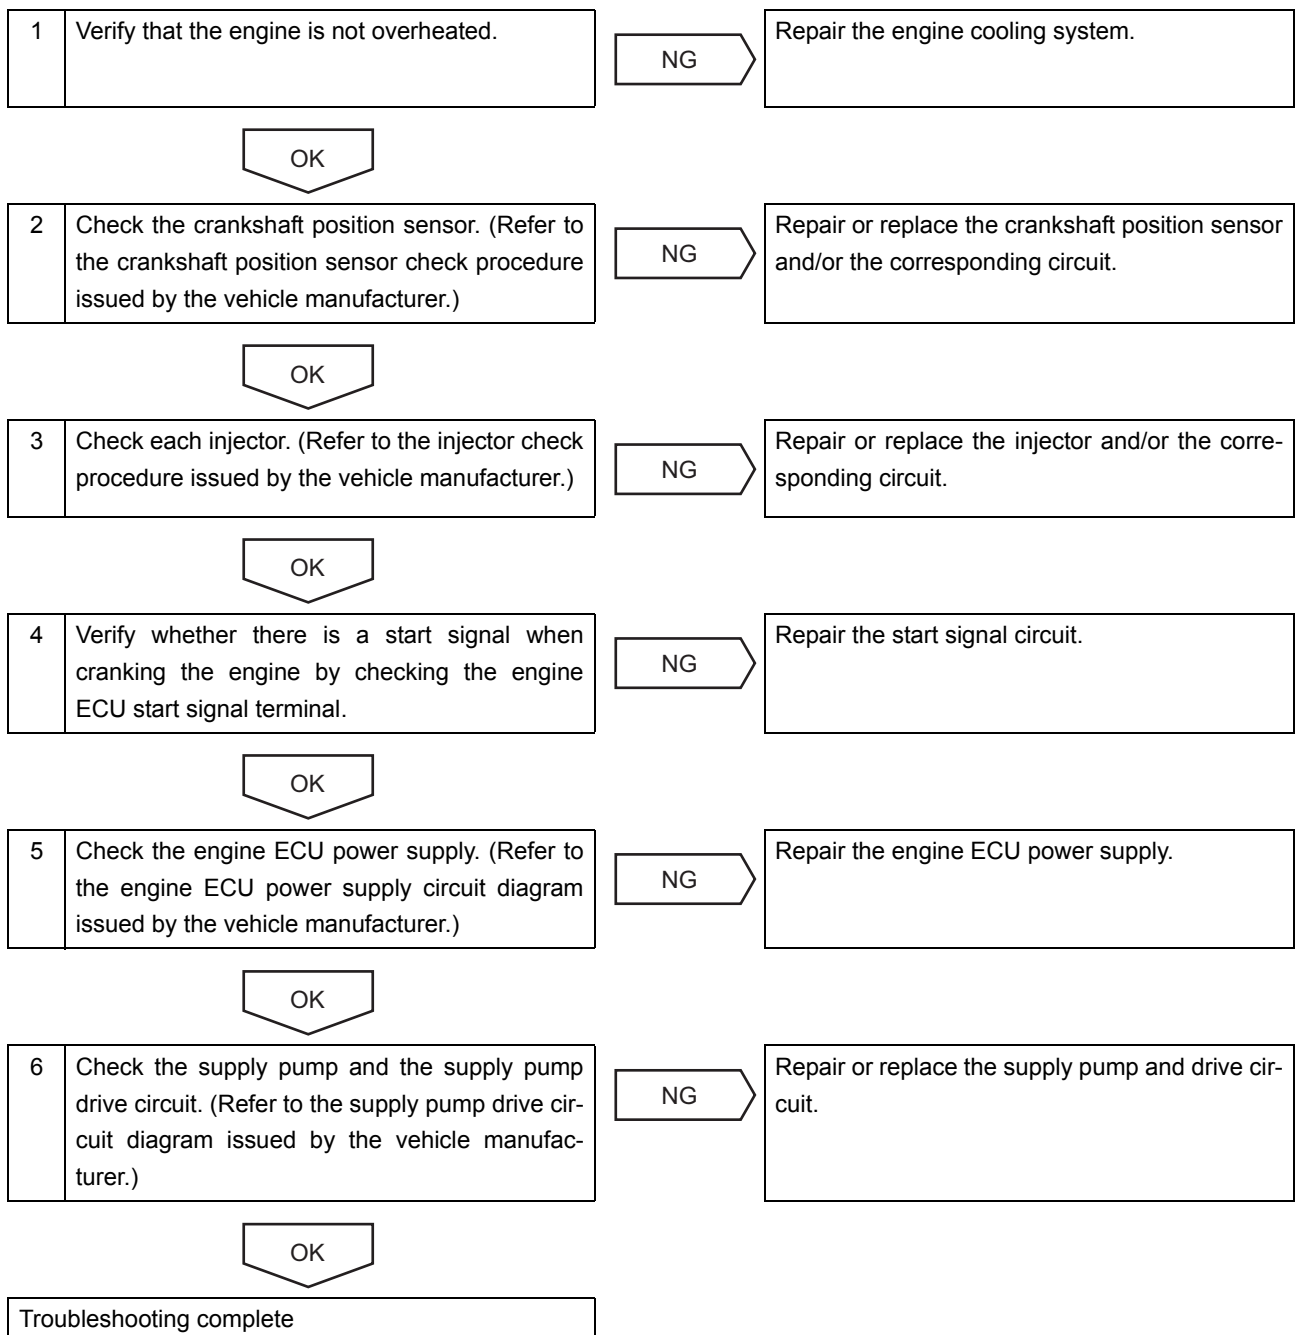 1 Verify that the engine is not overheated.
NG
Repair the engine cooling system.
OK
2 Check the crankshaft position sensor. (Refer to
the crankshaft position sensor check procedure
issued by the vehicle manufacturer.)
NG
Repair or replace the crankshaft position sensor
and/or the corresponding circuit.
OK
3 Check each injector. (Refer to the injector check
procedure issued by the vehicle manufacturer.)
NG
Repair or replace the injector and/or the corre-
sponding circuit.
OK
4 Verify whether there is a start signal when
cranking the engine by checking the engine
ECU start signal terminal.
NG
Repair the start signal circuit.
OK
5 Check the engine ECU power supply. (Refer to
the engine ECU power supply circuit diagram
issued by the vehicle manufacturer.)
NG
Repair the engine ECU power supply.
OK
6 Check the supply pump and the supply pump
drive circuit. (Refer to the supply pump drive cir-
cuit diagram issued by the vehicle manufac-
turer.)
NG
Repair or replace the supply pump and drive cir-
cuit.
OK
Troubleshooting complete